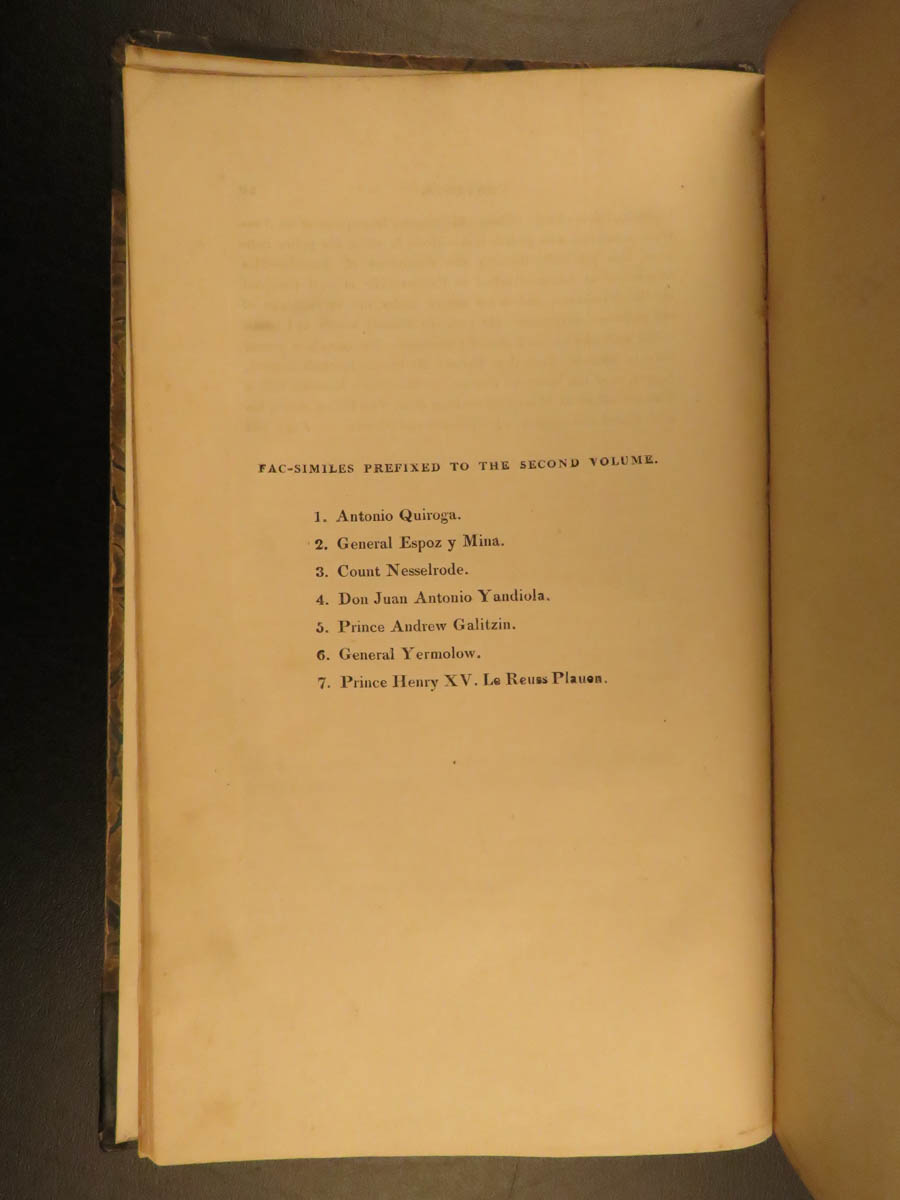 FAC-SIMILES PREFIXED TO THE SECOND VOLUME.
1. Antonio Quiroga.
2. General Espoz y Mina.
3. Count Nesselrode.
4. Don Juan Antonio Yandiola.
5. Prince Andrew Galitzin.
6. General Yermolow.
7. Prince Henry XV. Le Reuss Plauen.